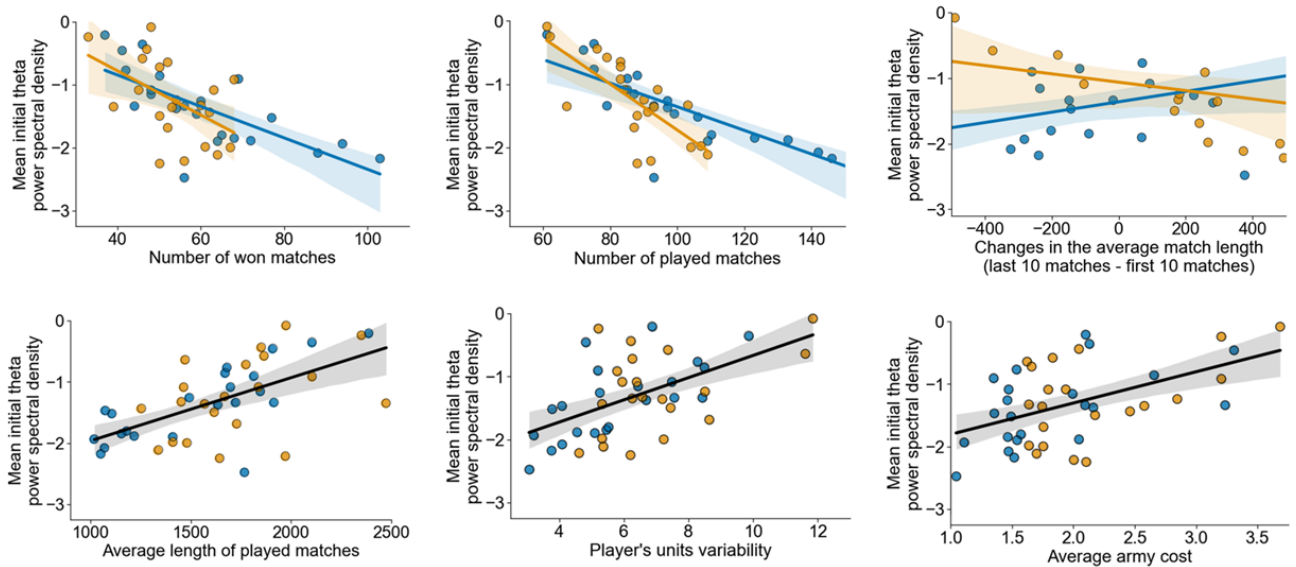 Mean initial theta
power spectral density
0
−1
−2
−3
40 60 80 100
Number of won matches
Mean initial theta
power spectral density
0
−1
−2
−3
60 80 100 120 140
Number of played matches
Mean initial theta
power spectral density
0
−1
−2
−3
−400 −200 0 200 400
Changes in the average match length
(last 10 matches - first 10 matches)
Mean initial theta
power spectral density
0
−1
−2
−3
1000 1500 2000 2500
Average length of played matches
Mean initial theta
power spectral density
0
−1
−2
−3
4 6 8 10 12
Player's units variability
Mean initial theta
power spectral density
0
−1
−2
−3
1.0 1.5 2.0 2.5 3.0 3.5
Average army cost